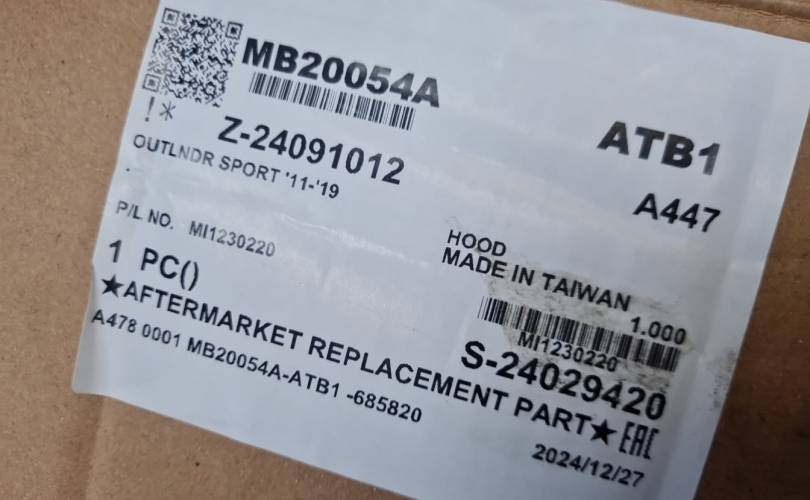 MB20054A
ATB1
!*
Z-24091012
A447
OUTLNDR SPORT '11-'19
P/L NO. MI1230220
HOOD
MADE IN TAIWAN
1 PC()
1.000
MI1230220
S-24029420
★AFTERMARKET REPLACEMENT PART★ EAC
A478 0001 MB20054A-ATB1 -685820
2024/12/27